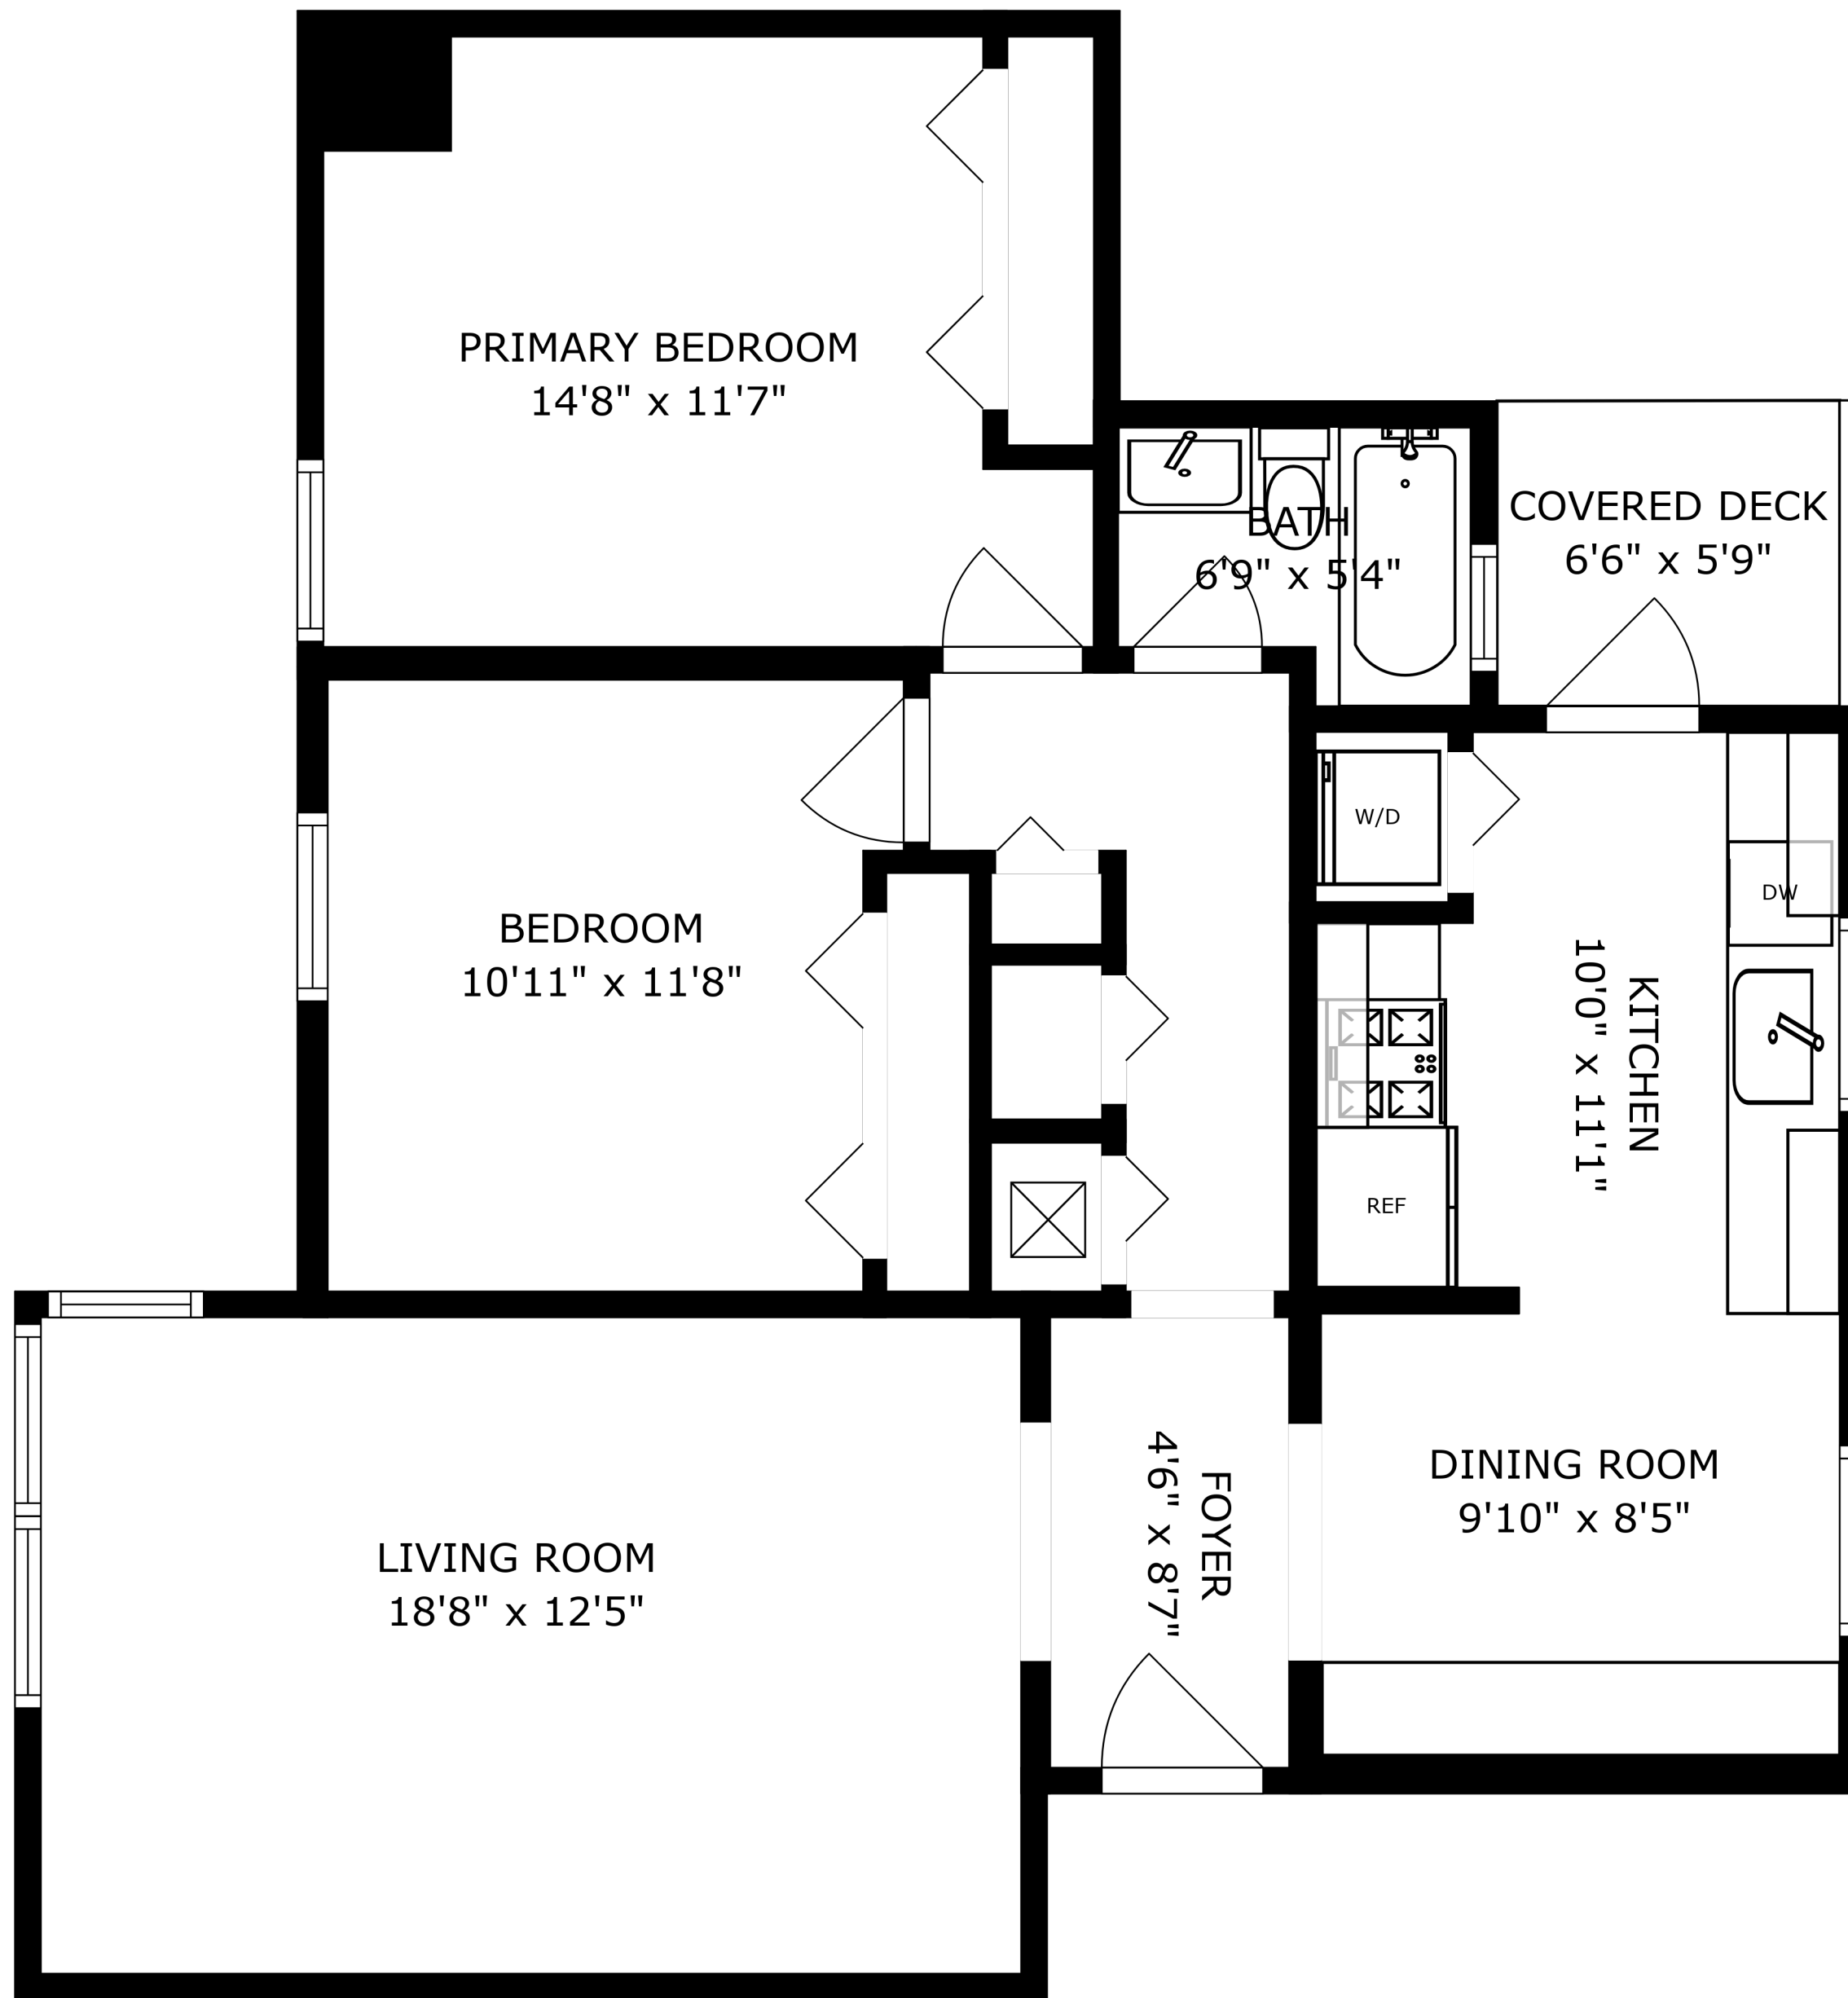 PRIMARY BEDROOM
14'8" x 11'7"
BATH
6'9" x 5'4"
COVERED DECK
6'6" x 5'9"
W/D
DW
BEDROOM
10'11" x 11'8"
KITCHEN
10'0" x 11'1"
REF
DINING ROOM
9'10" x 8'5"
FOYER
4'6" x 8'7"
LIVING ROOM
18'8" x 12'5"